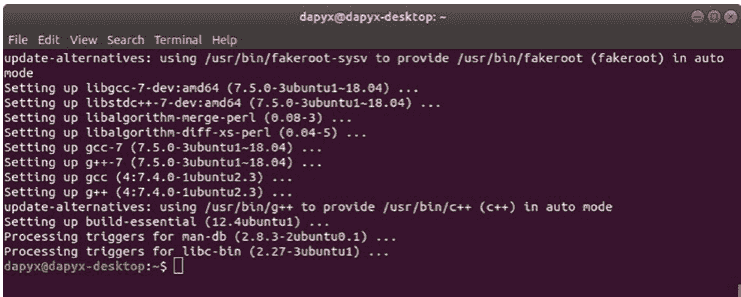 dapyx@dapyx-desktop: ~
File Edit View Search Terminal Help
update-alternatives: using /usr/bin/fakeroot-sysv to provide /usr/bin/fakeroot (fakeroot) in auto
mode
Setting up libgcc-7-dev:amd64 (7.5.0-3ubuntu1~18.04) ...
Setting up libstdc++-7-dev:amd64 (7.5.0-3ubuntu1~18.04) ...
Setting up libalgorithm-merge-perl (0.08-3) ...
Setting up libalgorithm-diff-xs-perl (0.04-5) ...
Setting up gcc-7 (7.5.0-3ubuntu1~18.04) ...
Setting up g++-7 (7.5.0-3ubuntu1~18.04) ...
Setting up gcc (4:7.4.0-1ubuntu2.3) ...
Setting up g++ (4:7.4.0-1ubuntu2.3) ...
update-alternatives: using /usr/bin/g++ to provide /usr/bin/c++ (c++) in auto mode
Setting up build-essential (12.4ubuntu1) ...
Processing triggers for man-db (2.8.3-2ubuntu0.1) ...
Processing triggers for libc-bin (2.27-3ubuntu1) ...
dapyx@dapyx-desktop:~$